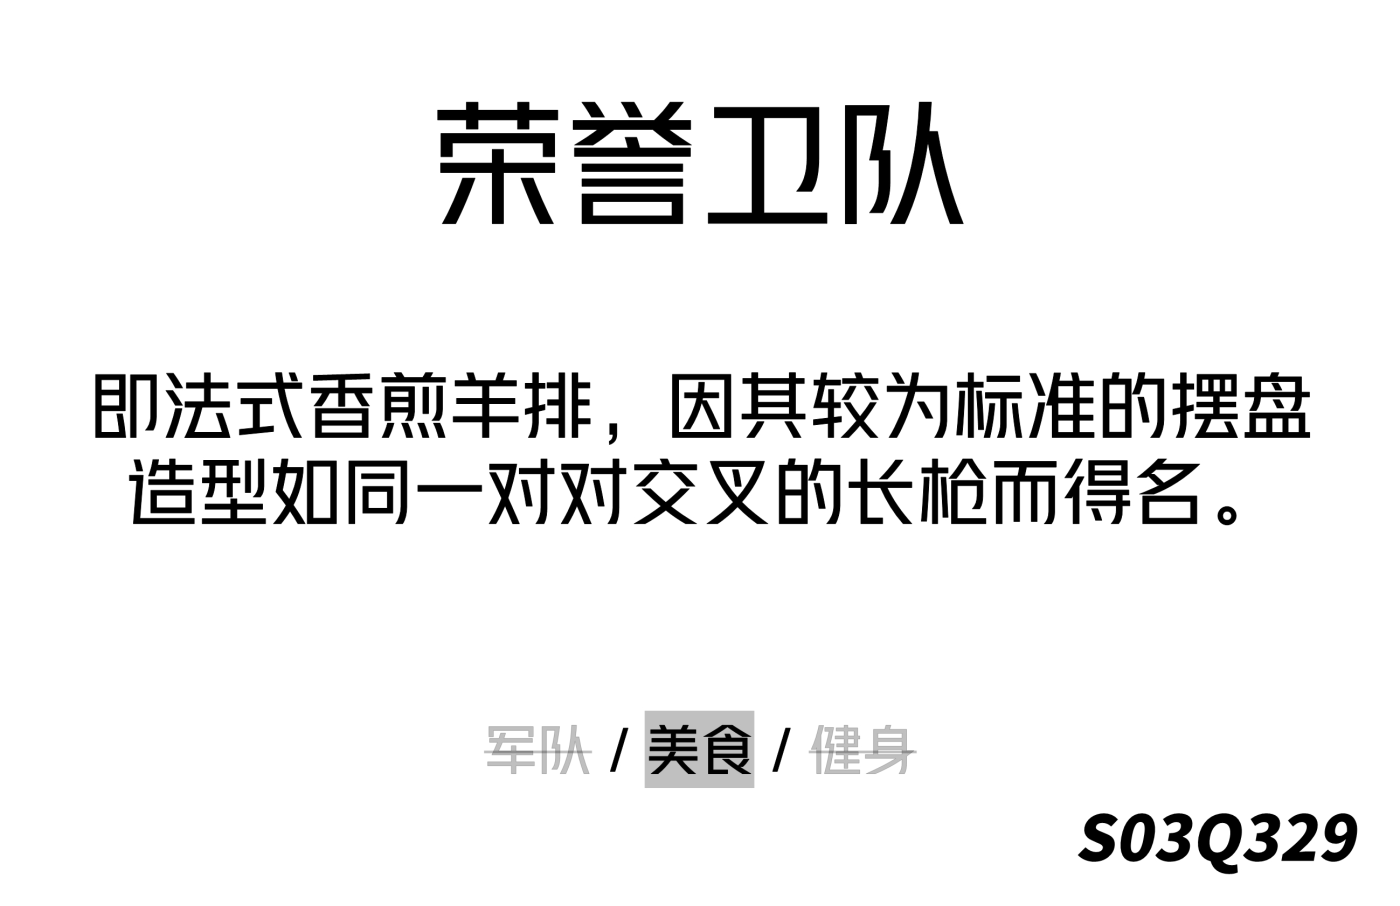 荣誉卫队
即法式香煎羊排，因其较为标准的摆盘
造型如同一对对交叉的长枪而得名。
军队 / 美食 / 健身
S03Q329